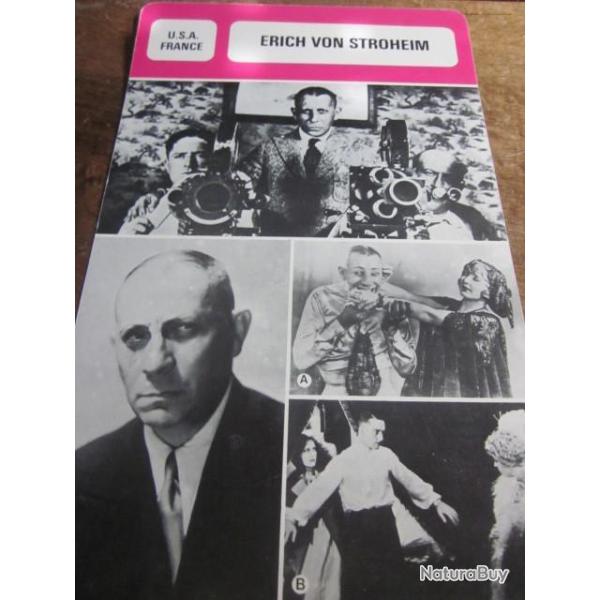 U.S.A.
FRANCE
ERICH VON STROHEIM
A
B
NaturaBuy